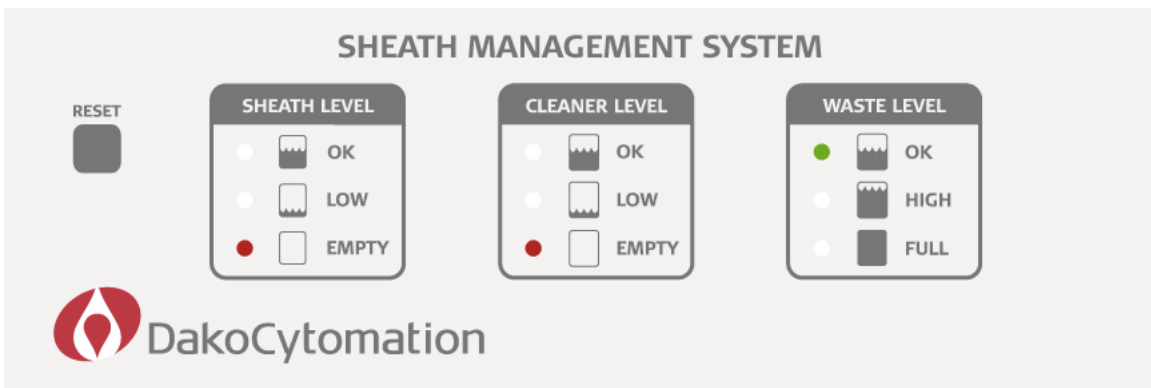 SHEATH MANAGEMENT SYSTEM
RESET
SHEATH LEVEL
OK
LOW
EMPTY
CLEANER LEVEL
OK
LOW
EMPTY
WASTE LEVEL
OK
HIGH
FULL
DakoCytomation